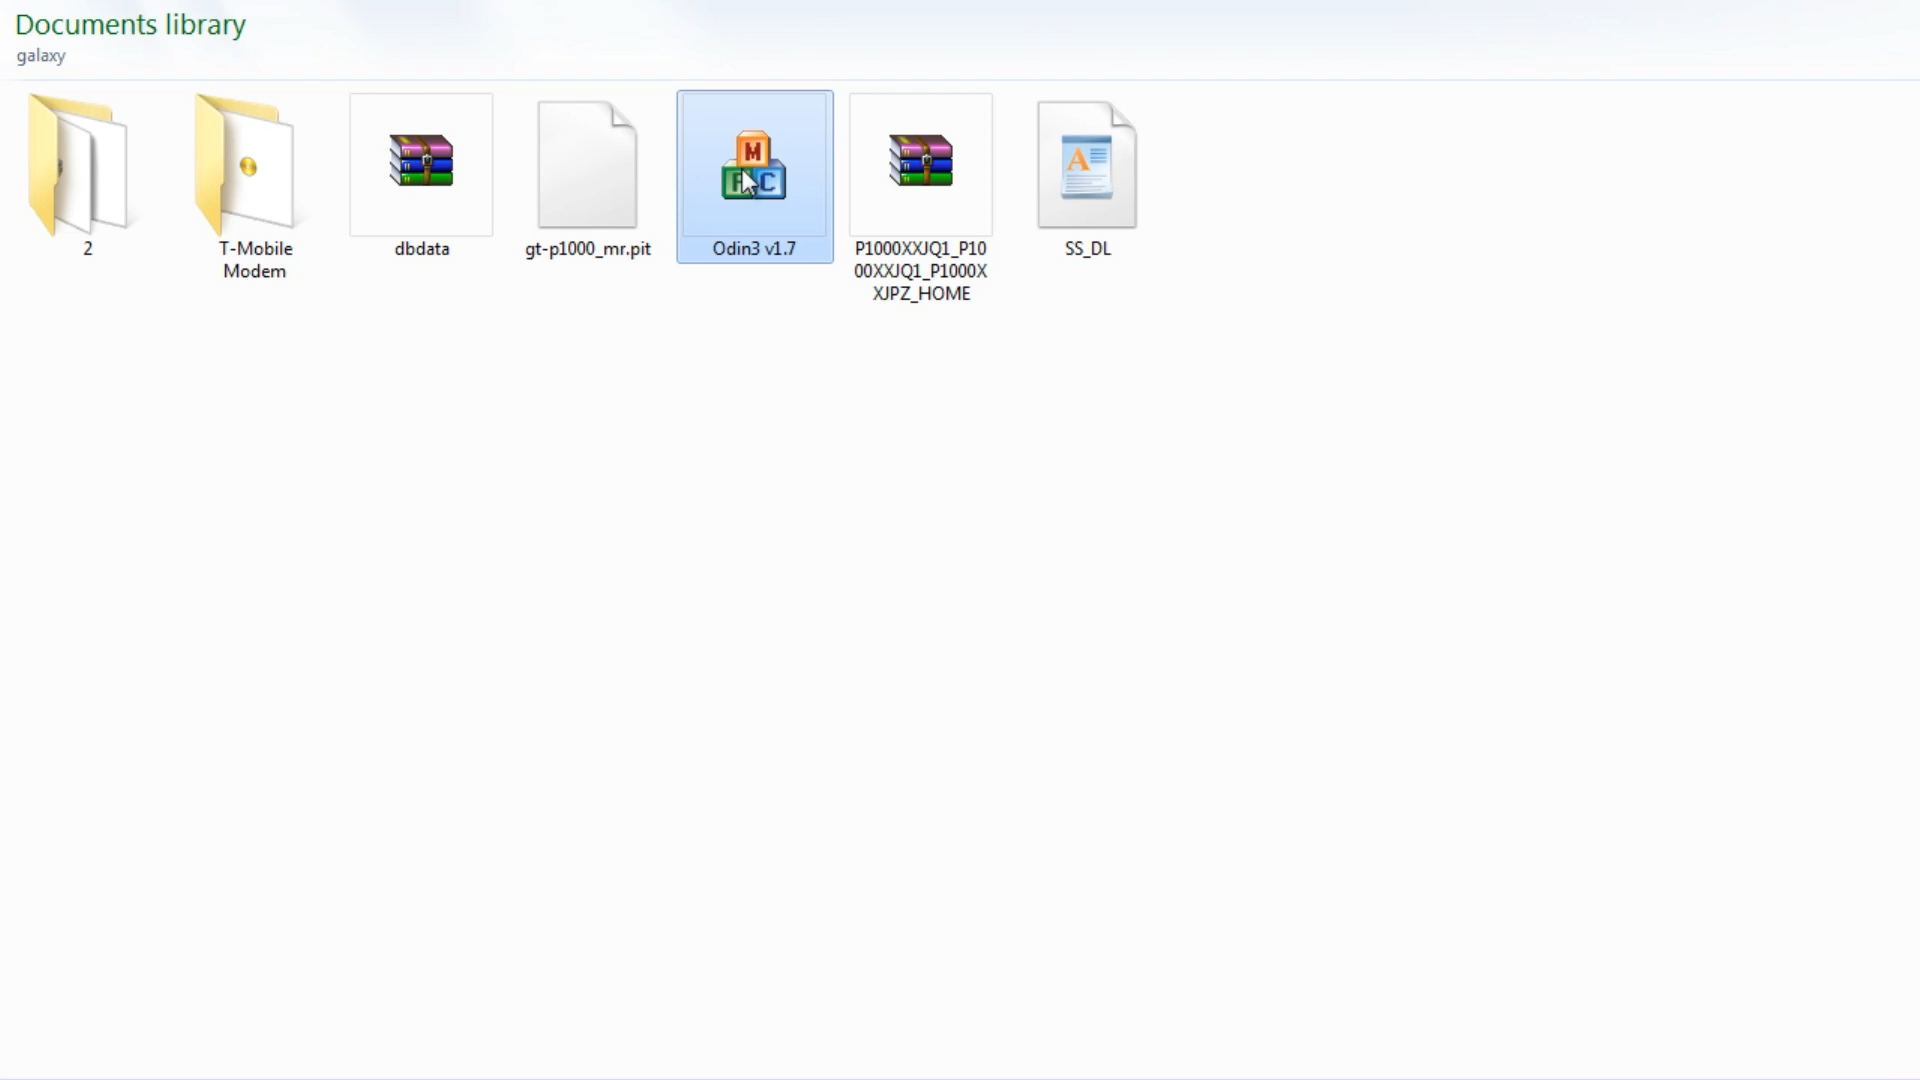 Documents library
galaxy
2
T-Mobile
Modem
dbdata
gt-p1000_mr.pit
M
C
Odin3 v1.7
P1000XXJQ1_P10
00XXJQ1_P1000X
XJPZ_HOME
A
SS_DL